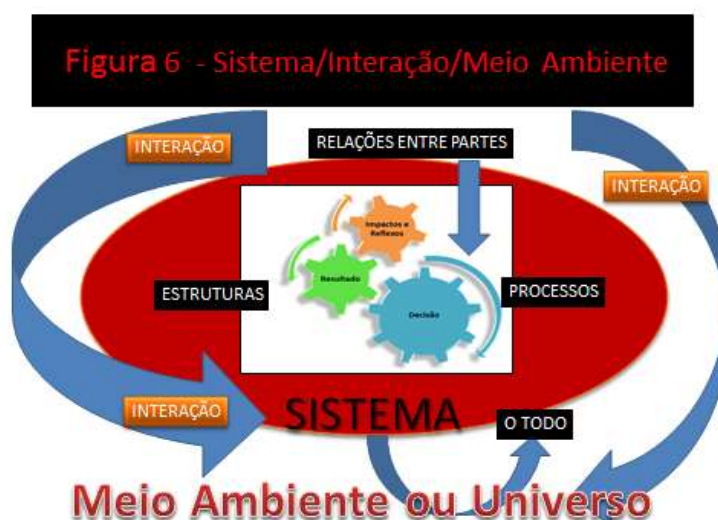 Figura 6 - Sistema/Interação/Meio Ambiente
INTERAÇÃO
RELAÇÕES ENTRE PARTES
INTERAÇÃO
Impactos e
Reflexos
Resultado
ESTRUTURAS
PROCESSOS
Decisão
INTERAÇÃO
SISTEMA
O TODO
Meio Ambiente ou Universo